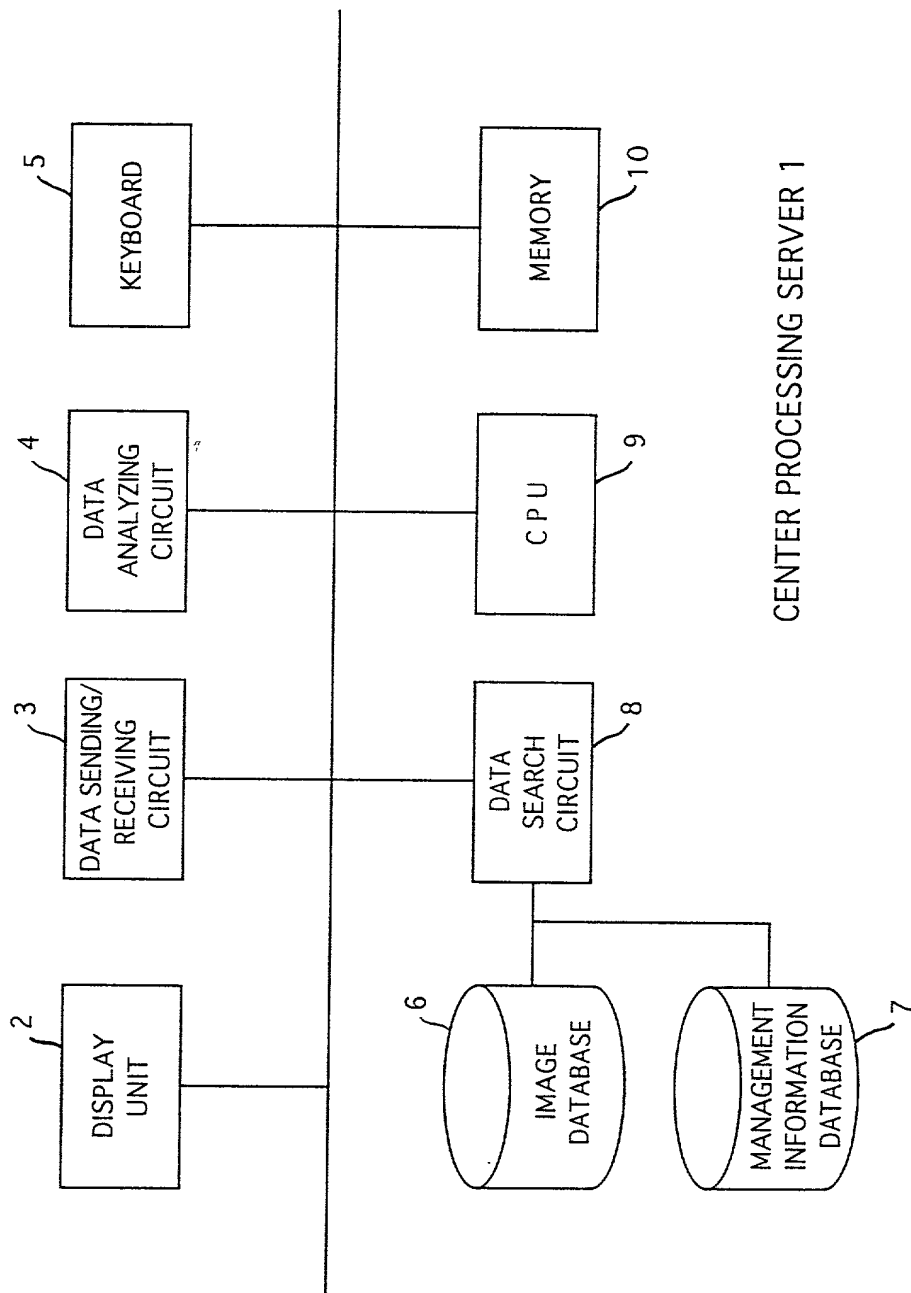 2
DISPLAY
UNIT
3
DATA SENDING/
RECEIVING
CIRCUIT
4
DATA
ANALYZING
CIRCUIT
5
KEYBOARD
6
IMAGE
DATABASE
7
MANAGEMENT
INFORMATION
DATABASE
8
DATA
SEARCH
CIRCUIT
9
CPU
10
MEMORY
CENTER PROCESSING SERVER 1